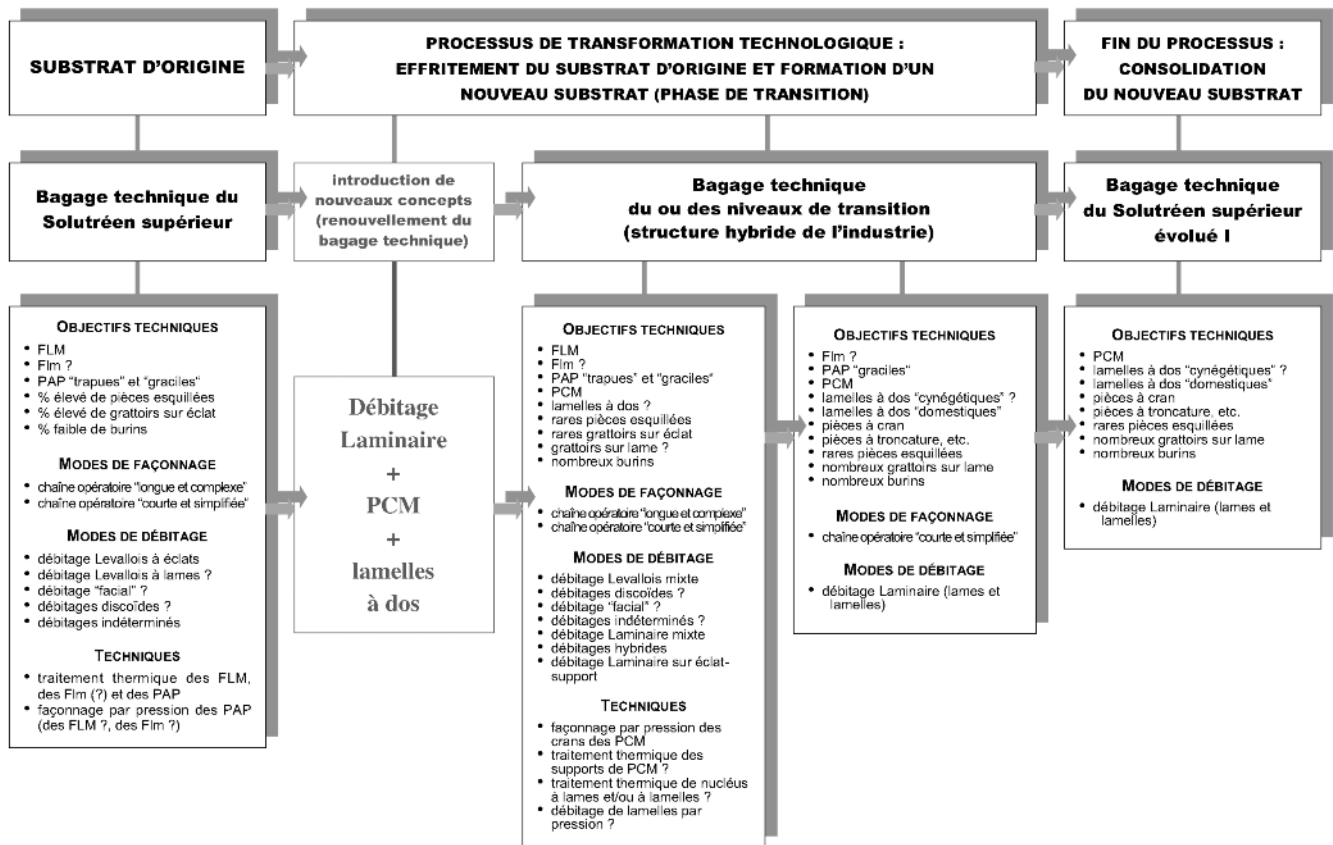 SUBSTRAT D'ORIGINE
PROCESSUS DE TRANSFORMATION TECHNOLOGIQUE :
EFFRITEMENT DU SUBSTRAT D'ORIGINE ET FORMATION D'UN
NOUVEAU SUBSTRAT (PHASE DE TRANSITION)
FIN DU PROCESSUS :
CONSOLIDATION
DU NOUVEAU SUBSTRAT
Bagage technique du
Solutréen supérieur
introduction de
nouveaux concepts
(renouvellement du
bagage technique)
Bagage technique
du ou des niveaux de transition
(structure hybride de l'industrie)
Bagage technique
du Solutréen supérieur
évolué I
OBJECTIFS TECHNIQUES
• FLM
• Flm ?
• PAP "trapues" et "graciles"
• % élevé de pièces esquillées
• % élevé de grattoirs sur éclat
• % faible de burins
MODES DE FAÇONNAGE
• chaîne opératoire "longue et complexe"
• chaîne opératoire "courte et simplifiée"
MODES DE DÉBITAGE
• débitage Levallois à éclats
• débitage Levallois à lames ?
• débitage "facial" ?
• débitages discoïdes ?
• débitages indéterminés
TECHNIQUES
• traitement thermique des FLM,
des Flm (?) et des PAP
• façonnage par pression des PAP
(des FLM ?, des Flm ?)
Débitage
Laminaire
+
PCM
+
lamelles
à dos
OBJECTIFS TECHNIQUES
• FLM
• Flm ?
• PAP "trapues" et "graciles"
• PCM
• lamelles à dos ?
• rares pièces esquillées
• rares grattoirs sur éclat
• grattoirs sur lame ?
• nombreux burins
MODES DE FAÇONNAGE
• chaîne opératoire "longue et complexe"
• chaîne opératoire "courte et simplifiée"
MODES DE DÉBITAGE
• débitage Levallois mixte
• débitages discoïdes ?
• débitage "facial" ?
• débitages indéterminés ?
• débitage Laminaire mixte
• débitages hybrides
• débitage Laminaire sur éclat-
support
TECHNIQUES
• façonnage par pression des
crans des PCM
• traitement thermique des
supports de PCM ?
• traitement thermique de nucléus
à lames et/ou à lamelles ?
• débitage de lamelles par
pression ?
OBJECTIFS TECHNIQUES
• Flm ?
• PAP "graciles"
• PCM
• lamelles à dos "cynégétiques" ?
• lamelles à dos "domestiques"
• pièces à cran
• pièces à troncature, etc.
• rares pièces esquillées
• nombreux grattoirs sur lame
• nombreux burins
MODES DE FAÇONNAGE
• chaîne opératoire "courte et simplifiée"
MODES DE DÉBITAGE
• débitage Laminaire (lames et
lamelles)
OBJECTIFS TECHNIQUES
• PCM
• lamelles à dos "cynégétiques" ?
• lamelles à dos "domestiques"
• pièces à cran
• pièces à troncature, etc.
• rares pièces esquillées
• nombreux grattoirs sur lame
• nombreux burins
MODES DE DÉBITAGE
• débitage Laminaire (lames et
lamelles)